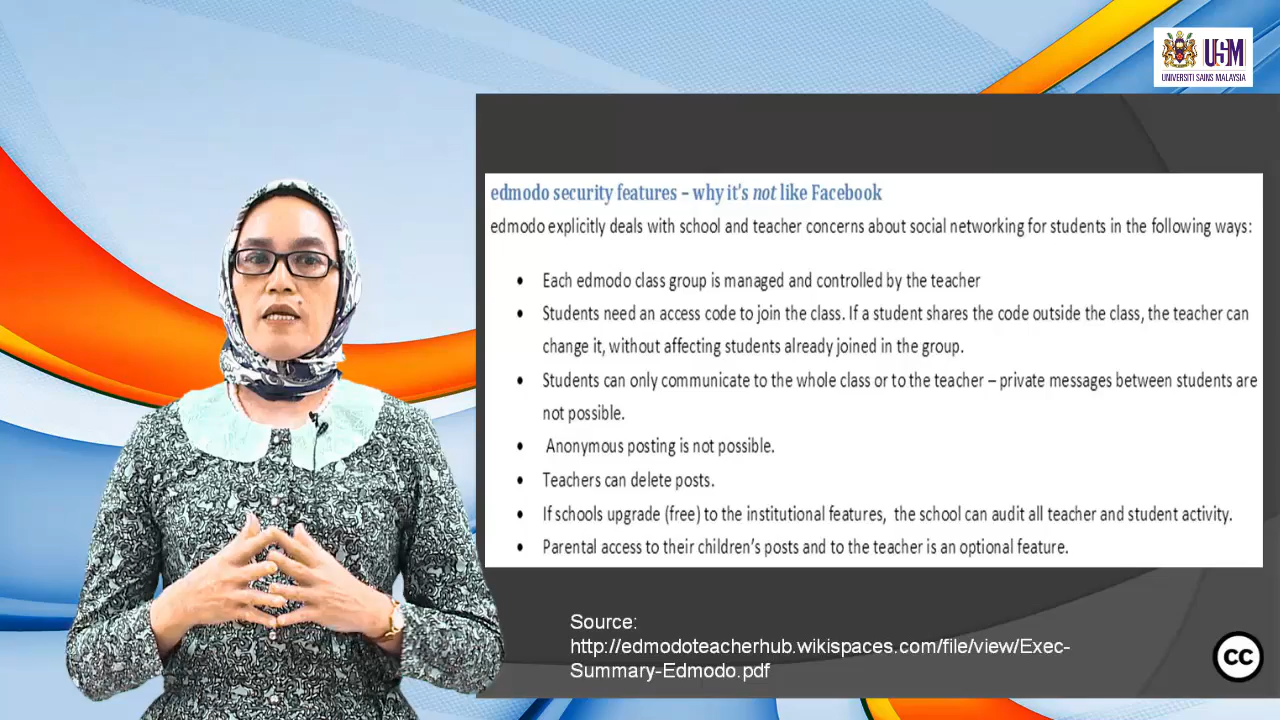 USM
UNIVERSITI SAINS MALAYSIA
edmodo security features – why it's not like Facebook
edmodo explicitly deals with school and teacher concerns about social networking for students in the following ways:
• Each edmodo class group is managed and controlled by the teacher
• Students need an access code to join the class. If a student shares the code outside the class, the teacher can
change it, without affecting students already joined in the group.
• Students can only communicate to the whole class or to the teacher – private messages between students are
not possible.
• Anonymous posting is not possible.
• Teachers can delete posts.
• If schools upgrade (free) to the institutional features, the school can audit all teacher and student activity.
• Parental access to their children's posts and to the teacher is an optional feature.
Source:
http://edmodoteacherhub.wikispaces.com/file/view/Exec-
Summary-Edmodo.pdf
cc